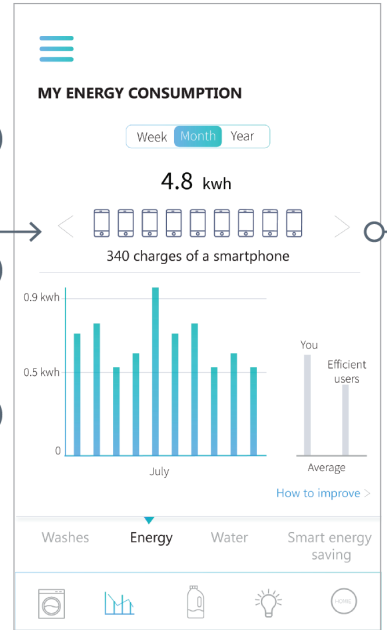 MY ENERGY CONSUMPTION
Week Month Year
4.8 kwh
340 charges of a smartphone
0.9 kwh
0.5 kwh
0
July
You
Efficient
users
Average
How to improve >
Washes Energy Water Smart energy
saving
HOME